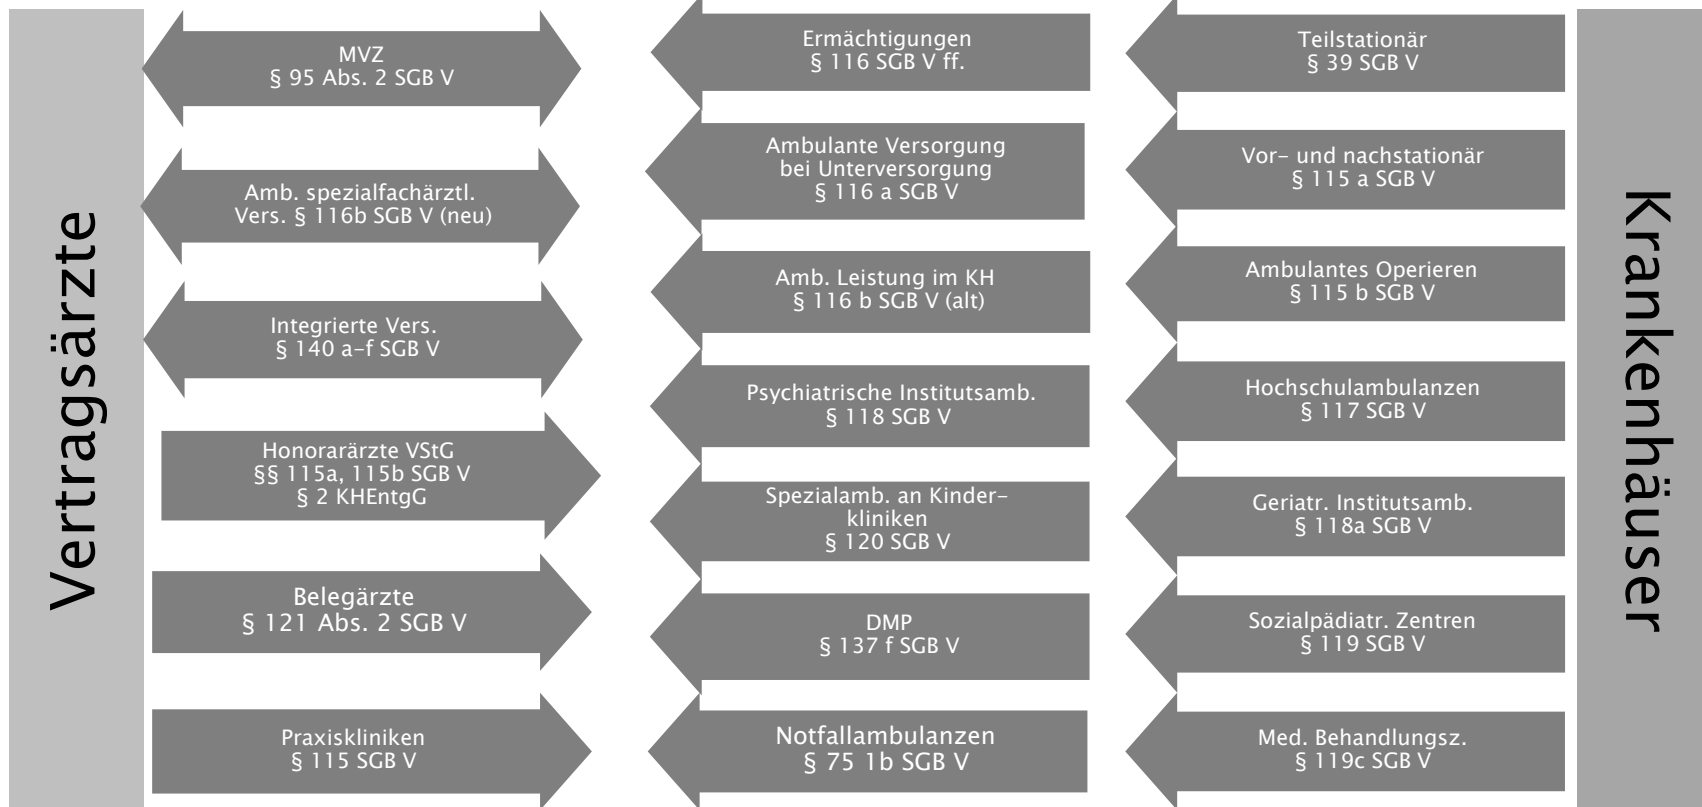 Vertragsärzte
MVZ
§ 95 Abs. 2 SGB V
Amb. spezialfachärztl.
Vers. § 116b SGB V (neu)
Integrierte Vers.
§ 140 a–f SGB V
Honorarärzte VStG
§§ 115a, 115b SGB V
§ 2 KHEntgG
Belegärzte
§ 121 Abs. 2 SGB V
Praxiskliniken
§ 115 SGB V
Ermächtigungen
§ 116 SGB V ff.
Ambulante Versorgung
bei Unterversorgung
§ 116 a SGB V
Amb. Leistung im KH
§ 116 b SGB V (alt)
Psychiatrische Institutsamb.
§ 118 SGB V
Spezialamb. an Kinder–
kliniken
§ 120 SGB V
DMP
§ 137 f SGB V
Notfallambulanzen
§ 75 1b SGB V
Teilstationär
§ 39 SGB V
Vor– und nachstationär
§ 115 a SGB V
Ambulantes Operieren
§ 115 b SGB V
Hochschulambulanzen
§ 117 SGB V
Geriatr. Institutsamb.
§ 118a SGB V
Sozialpädiatr. Zentren
§ 119 SGB V
Med. Behandlungsz.
§ 119c SGB V
Krankenhäuser